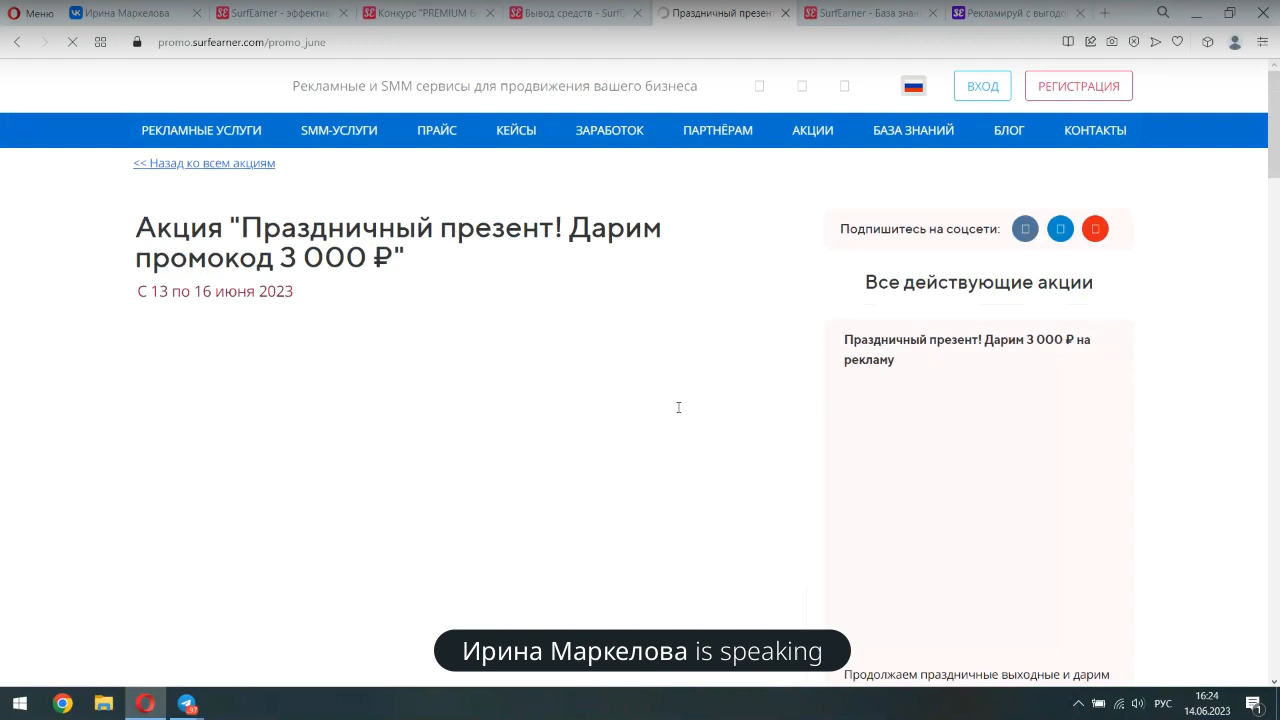 Меню
Ирина Маркелова
SurfEarner - эффектив
Конкурс "PREMIUM Б
Вывод средств - SurfE
Праздничный презен
SurfEarner - База знан
Рекламируй с выгодо
promo.surfearner.com/promo_june
Рекламные и SMM сервисы для продвижения вашего бизнеса
ВХОД
РЕГИСТРАЦИЯ
РЕКЛАМНЫЕ УСЛУГИ SMM-УСЛУГИ ПРАЙС КЕЙСЫ ЗАРАБОТОК ПАРТНЁРАМ АКЦИИ БАЗА ЗНАНИЙ БЛОГ КОНТАКТЫ
<< Назад ко всем акциям
Акция "Праздничный презент! Дарим
промокод 3 000 ₽"
С 13 по 16 июня 2023
Подпишитесь на соцсети:
Все действующие акции
Праздничный презент! Дарим 3 000 ₽ на
рекламу
Продолжаем праздничные выходные и дарим
Ирина Маркелова is speaking
97
РУС
16:24
14.06.2023
1